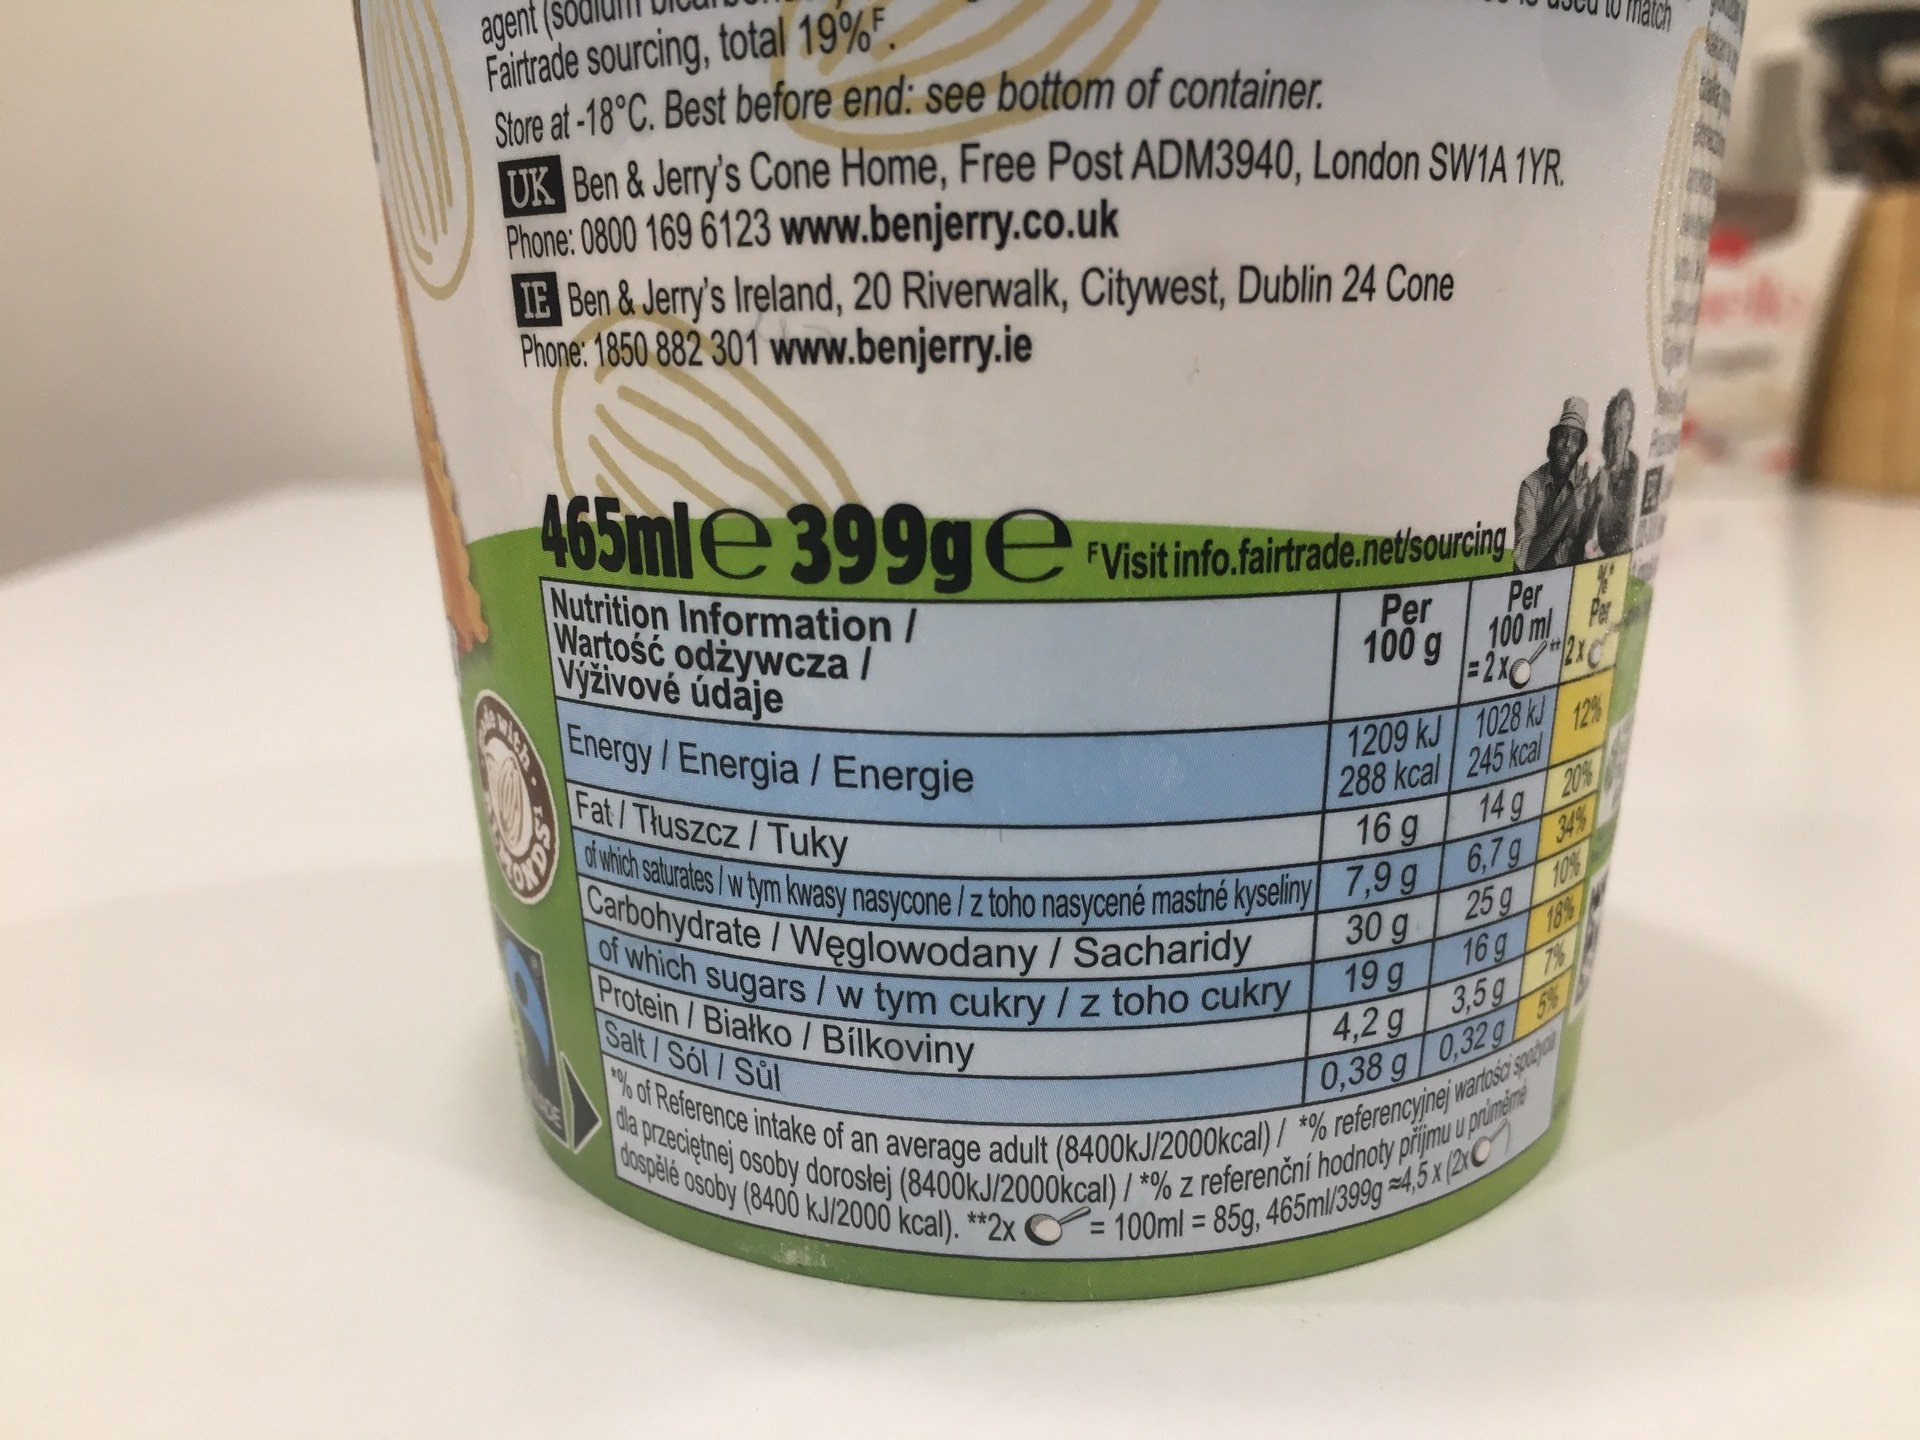 agent (sodium
used to match
Fairtrade sourcing, total 19%F.
Store at -18°C. Best before end: see bottom of container.
UK Ben & Jerry's Cone Home, Free Post ADM3940, London SW1A 1YR.
Phone: 0800 169 6123 www.benjerry.co.uk
IE Ben & Jerry's Ireland, 20 Riverwalk, Citywest, Dublin 24 Cone
Phone: 1850 882 301 www.benjerry.ie
465ml e 399g e FVisit info.fairtrade.net/sourcing
Nutrition Information /
Wartość odżywcza /
Výživové údaje
Per
100 g
Per
100 ml
= 2 x **
%*
Per
2 x
Energy / Energia / Energie 1209 kJ 1028 kJ 12%
288 kcal 245 kcal
Fat / Tłuszcz / Tuky 16 g 14 g 20%
of which saturates / w tym kwasy nasycone / z toho nasycené mastné kyseliny 7,9 g 6,7 g 34%
Carbohydrate / Węglowodany / Sacharidy 30 g 25 g 10%
of which sugars / w tym cukry / z toho cukry 19 g 16 g 18%
Protein / Białko / Bílkoviny 4,2 g 3,5 g 7%
Salt / Sól / Sůl 0,38 g 0,32 g 5%
*% of Reference intake of an average adult (8400kJ/2000kcal) / *% referencyjnej wartości spożycia
dla przeciętnej osoby dorosłej (8400kJ/2000kcal) / *% z referenční hodnoty příjmu u průměrné
dospělé osoby (8400 kJ/2000 kcal). **2x = 100ml = 85g, 465ml/399g ≈4,5 x (2x )